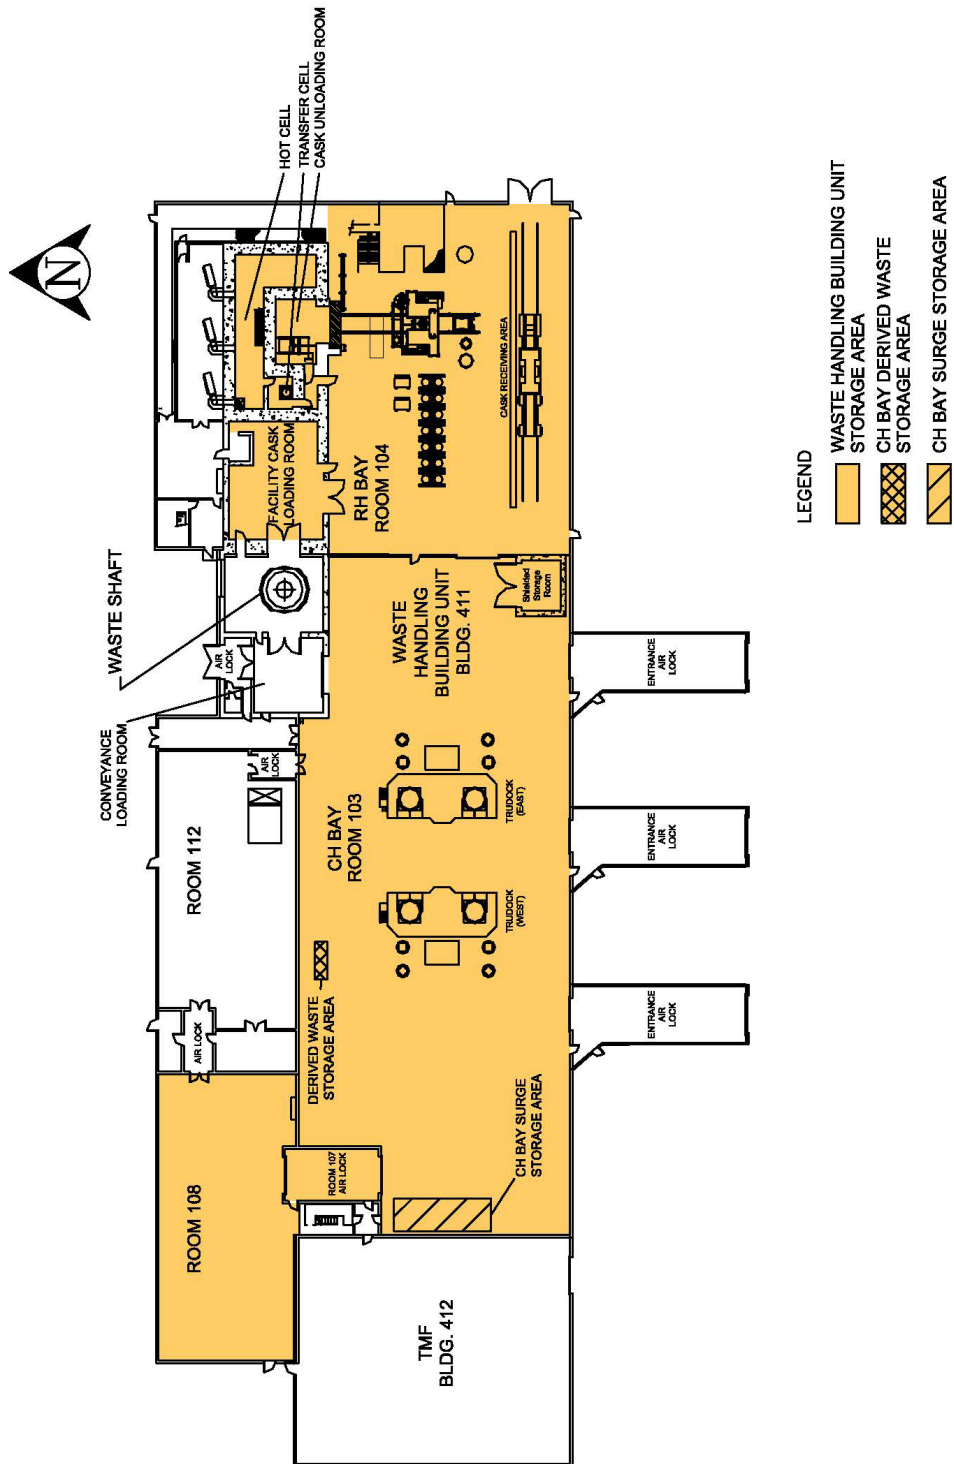 N
HOT CELL
TRANSFER CELL
CASK UNLOADING ROOM
WASTE SHAFT
CONVEYANCE
LOADING ROOM
AIR
LOCK
FACILITY CASK
LOADING ROOM
RH BAY
ROOM 104
CASK RECEIVING AREA
WASTE
HANDLING
BUILDING UNIT
BLDG. 411
Shielded
Storage
Room
AIR
LOCK
ROOM 112
AIR LOCK
CH BAY
ROOM 103
TRUDOCK
(EAST)
TRUDOCK
(WEST)
DERIVED WASTE
STORAGE AREA
ENTRANCE
AIR
LOCK
ENTRANCE
AIR
LOCK
ENTRANCE
AIR
LOCK
ROOM 108
ROOM 107
AIR LOCK
CH BAY SURGE
STORAGE AREA
TMF
BLDG. 412
LEGEND
WASTE HANDLING BUILDING UNIT
STORAGE AREA
CH BAY DERIVED WASTE
STORAGE AREA
CH BAY SURGE STORAGE AREA